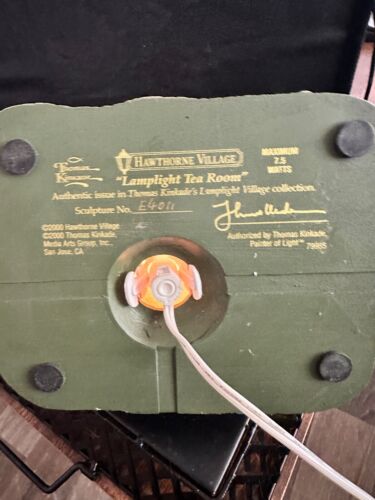 Thomas Kinkade
HAWTHORNE VILLAGE
MAXIMUM
7.5
WATTS
"Lamplight Tea Room"
Authentic issue in Thomas Kinkade's Lamplight Village collection.
Sculpture No. E4011
©2000 Hawthorne Village
©2000 Thomas Kinkade,
Media Arts Group, Inc.,
San Jose, CA
Authorized by Thomas Kinkade,
Painter of Light™
79985